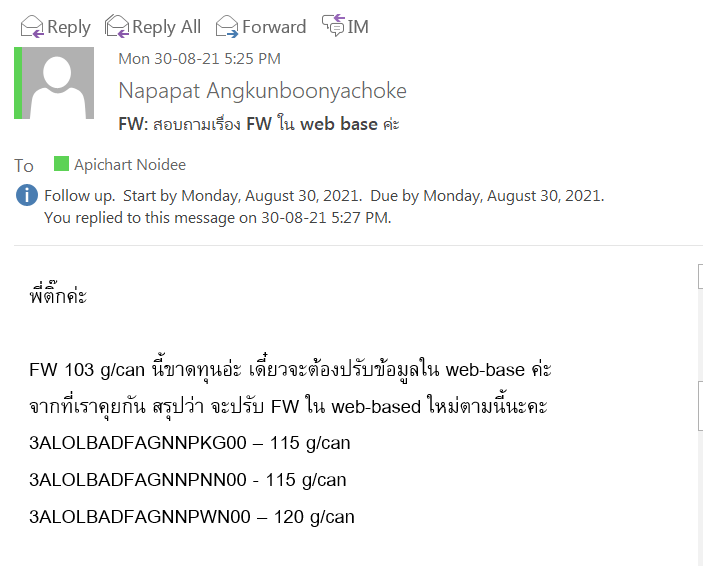 Reply Reply All Forward IM
Mon 30-08-21 5:25 PM
Napapat Angkunboonyachoke
FW: สอบถามเรื่อง FW ใน web base ค่ะ
To Apichart Noidee
Follow up. Start by Monday, August 30, 2021. Due by Monday, August 30, 2021.
You replied to this message on 30-08-21 5:27 PM.
พี่ติ๊กค่ะ
FW 103 g/can นี้ขาดทุนอ่ะ เดี๋ยวจะต้องปรับข้อมูลใน web-base ค่ะ
จากที่เราคุยกัน สรุปว่า จะปรับ FW ใน web-based ใหม่ตามนี้นะคะ
3ALOLBADFAGNNPKG00 – 115 g/can
3ALOLBADFAGNNPNN00 - 115 g/can
3ALOLBADFAGNNPWN00 – 120 g/can